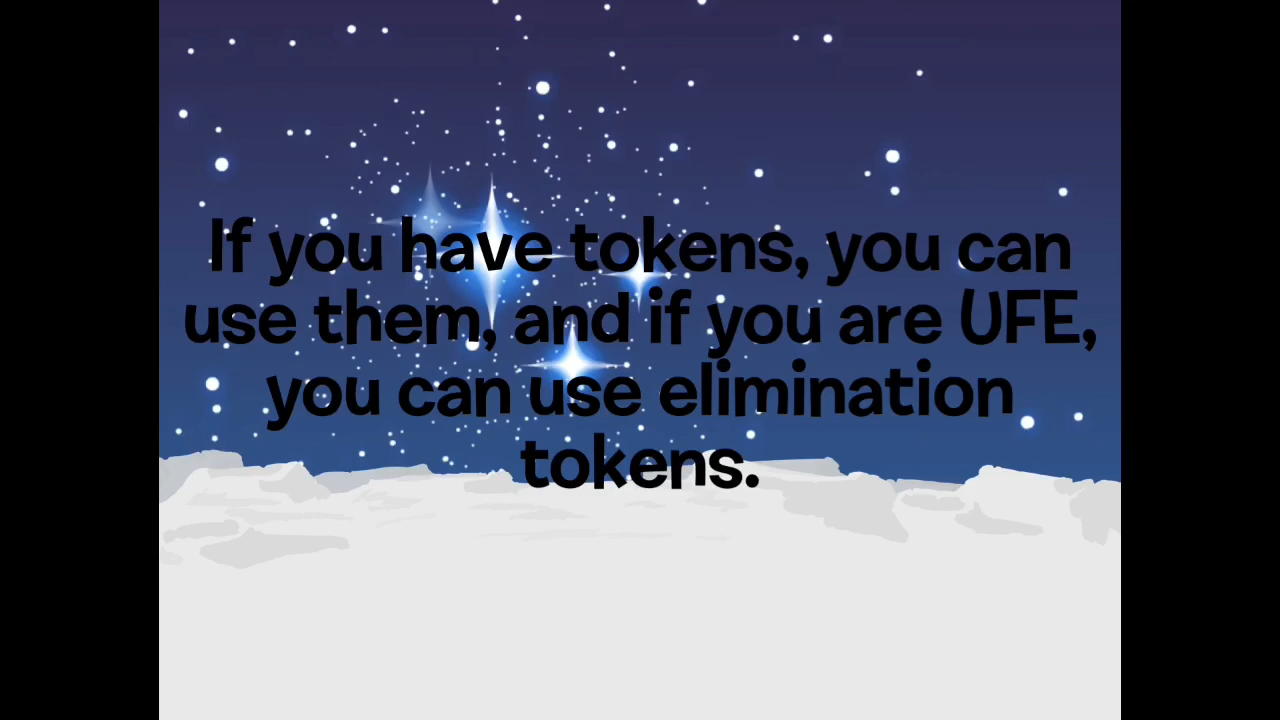 If you have tokens, you can
use them, and if you are UFE,
you can use elimination
tokens.